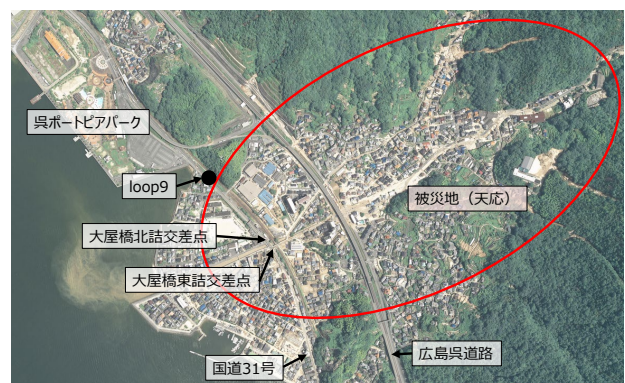 呉ポートピアパーク
loop9
被災地（天応）
大屋橋北詰交差点
大屋橋東詰交差点
国道31号
広島呉道路